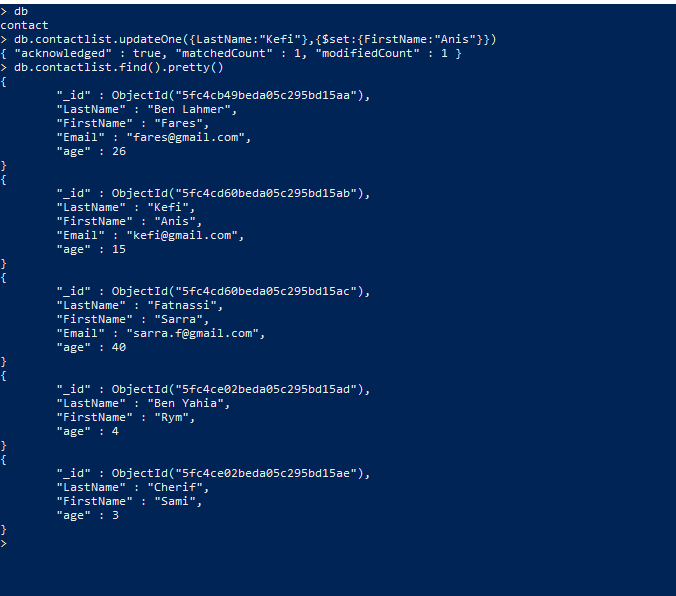 > db
contact
> db.contactlist.updateOne({LastName:"Kefi"},{$set:{FirstName:"Anis"}})
{ "acknowledged" : true, "matchedCount" : 1, "modifiedCount" : 1 }
> db.contactlist.find().pretty()
{
        "_id" : ObjectId("5fc4cb49beda05c295bd15aa"),
        "LastName" : "Ben Lahmer",
        "FirstName" : "Fares",
        "Email" : "fares@gmail.com",
        "age" : 26
}
{
        "_id" : ObjectId("5fc4cd60beda05c295bd15ab"),
        "LastName" : "Kefi",
        "FirstName" : "Anis",
        "Email" : "kefi@gmail.com",
        "age" : 15
}
{
        "_id" : ObjectId("5fc4cd60beda05c295bd15ac"),
        "LastName" : "Fatnassi",
        "FirstName" : "Sarra",
        "Email" : "sarra.f@gmail.com",
        "age" : 40
}
{
        "_id" : ObjectId("5fc4ce02beda05c295bd15ad"),
        "LastName" : "Ben Yahia",
        "FirstName" : "Rym",
        "age" : 4
}
{
        "_id" : ObjectId("5fc4ce02beda05c295bd15ae"),
        "LastName" : "Cherif",
        "FirstName" : "Sami",
        "age" : 3
}
>